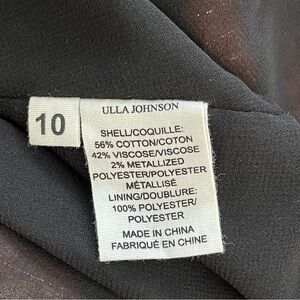 10
ULLA JOHNSON
SHELL/COQUILLE:
56% COTTON/COTON
42% VISCOSE/VISCOSE
2% METALLIZED
POLYESTER/POLYESTER
MÉTALLISÉ
LINING/DOUBLURE:
100% POLYESTER/
POLYESTER
MADE IN CHINA
FABRIQUÉ EN CHINE